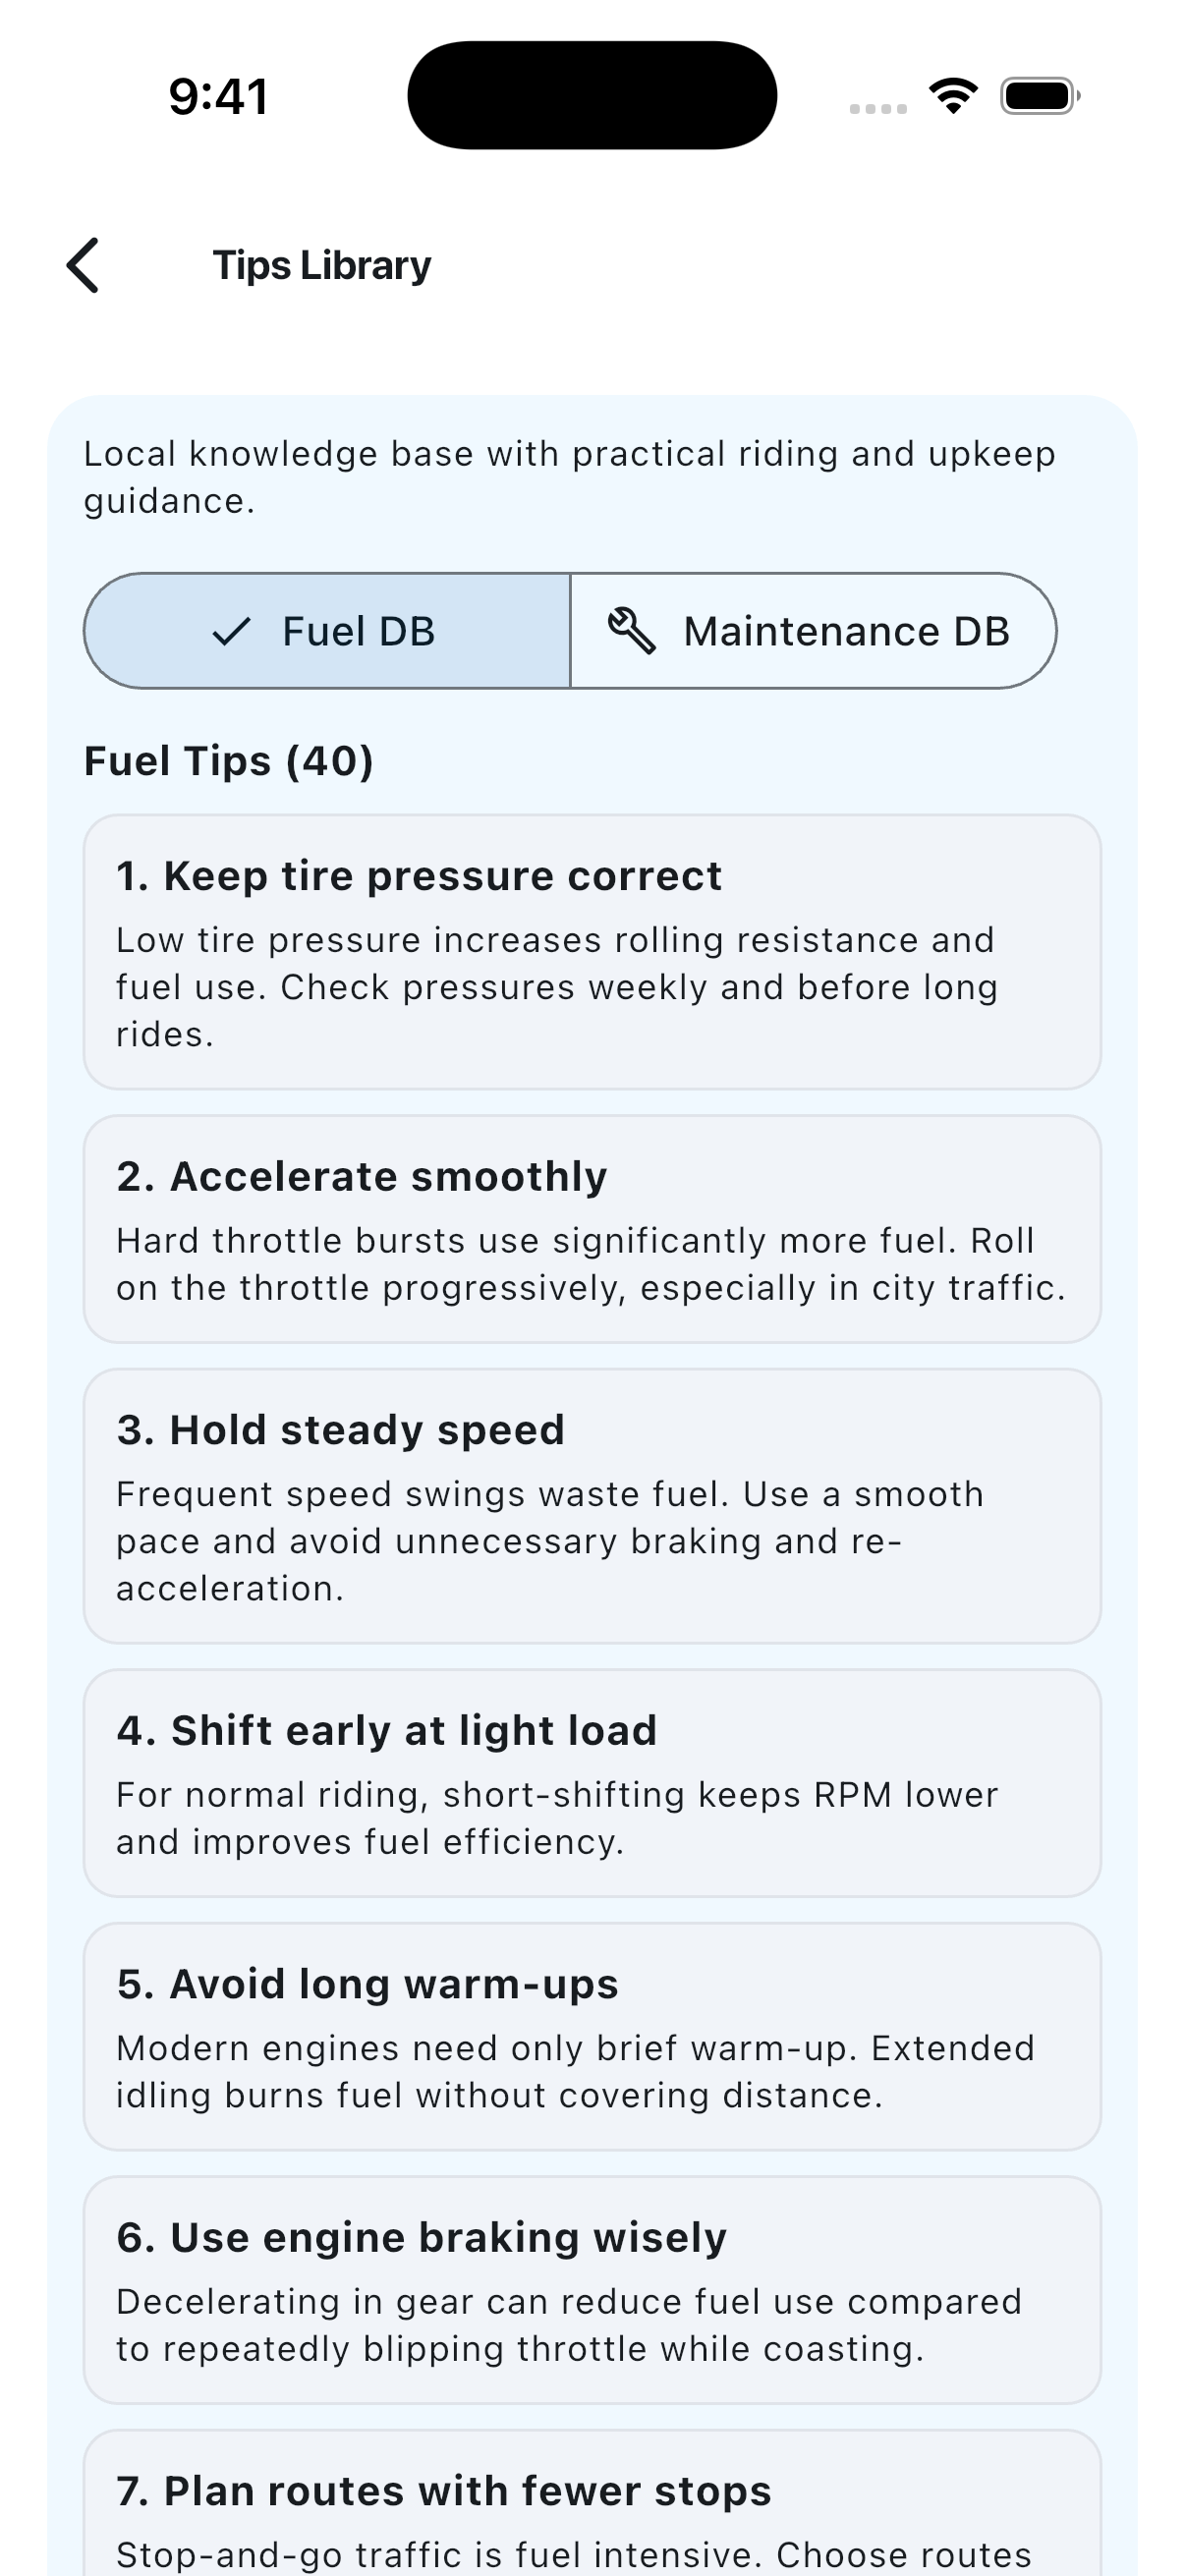 9:41
Tips Library
Local knowledge base with practical riding and upkeep
guidance.
Fuel DB
Maintenance DB
Fuel Tips (40)
1. Keep tire pressure correct
Low tire pressure increases rolling resistance and
fuel use. Check pressures weekly and before long
rides.
2. Accelerate smoothly
Hard throttle bursts use significantly more fuel. Roll
on the throttle progressively, especially in city traffic.
3. Hold steady speed
Frequent speed swings waste fuel. Use a smooth
pace and avoid unnecessary braking and re-
acceleration.
4. Shift early at light load
For normal riding, short-shifting keeps RPM lower
and improves fuel efficiency.
5. Avoid long warm-ups
Modern engines need only brief warm-up. Extended
idling burns fuel without covering distance.
6. Use engine braking wisely
Decelerating in gear can reduce fuel use compared
to repeatedly blipping throttle while coasting.
7. Plan routes with fewer stops
Stop-and-go traffic is fuel intensive. Choose routes